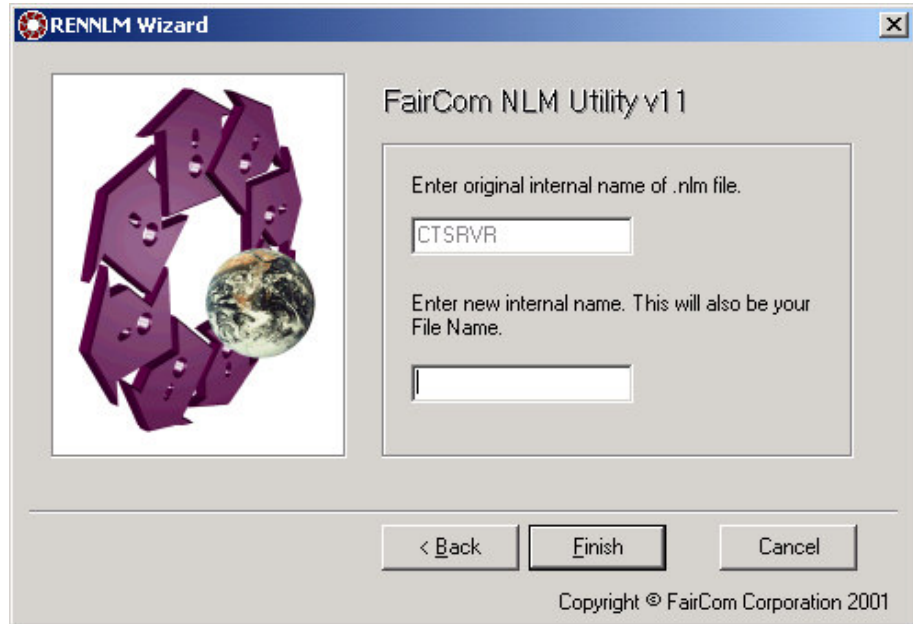 RENNLM Wizard
FairCom NLM Utility v11
Enter original internal name of .nlm file.
CTSRVR
Enter new internal name. This will also be your
File Name.
< Back
Finish
Cancel
Copyright © FairCom Corporation 2001